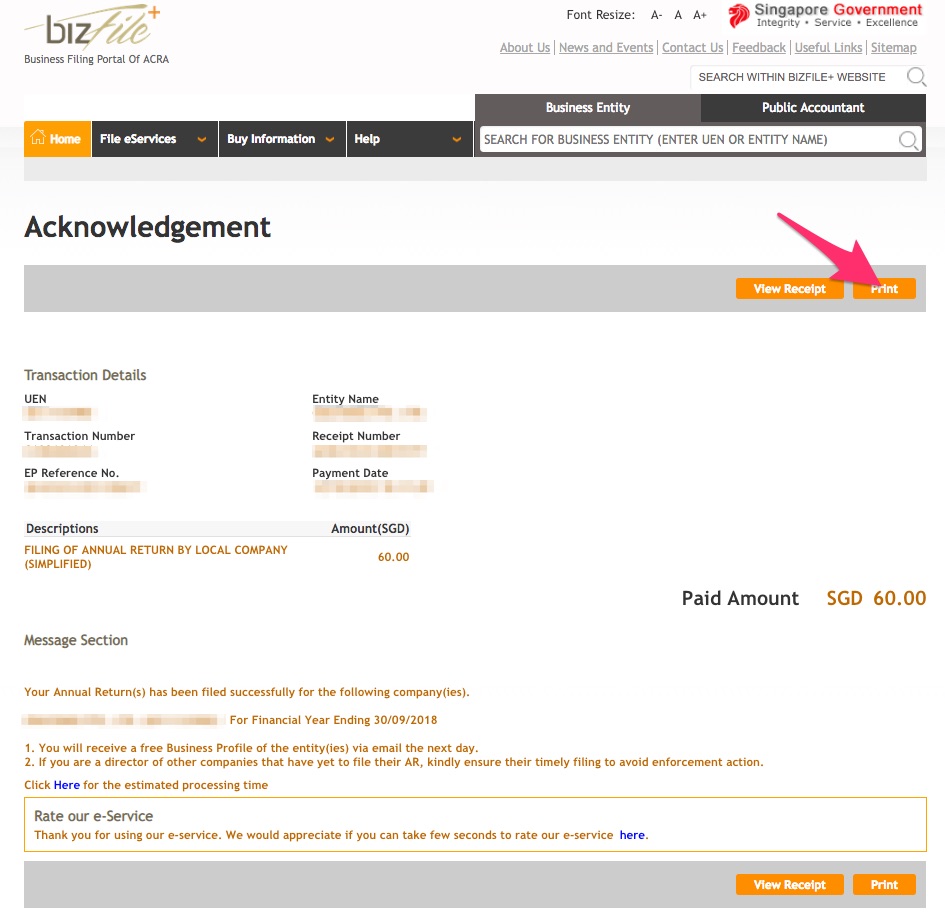 bizfile+
Business Filing Portal Of ACRA
Font Resize: A- A A+
Singapore Government
Integrity • Service • Excellence
About Us | News and Events | Contact Us | Feedback | Useful Links | Sitemap
SEARCH WITHIN BIZFILE+ WEBSITE
Business Entity Public Accountant
Home File eServices Buy Information Help
SEARCH FOR BUSINESS ENTITY (ENTER UEN OR ENTITY NAME)
Acknowledgement
View Receipt Print
Transaction Details
UEN Entity Name
Transaction Number Receipt Number
EP Reference No. Payment Date
Descriptions Amount(SGD)
FILING OF ANNUAL RETURN BY LOCAL COMPANY
(SIMPLIFIED) 60.00
Paid Amount SGD 60.00
Message Section
Your Annual Return(s) has been filed successfully for the following company(ies).
For Financial Year Ending 30/09/2018
1. You will receive a free Business Profile of the entity(ies) via email the next day.
2. If you are a director of other companies that have yet to file their AR, kindly ensure their timely filing to avoid enforcement action.
Click Here for the estimated processing time
Rate our e-Service
Thank you for using our e-service. We would appreciate if you can take few seconds to rate our e-service here.
View Receipt Print